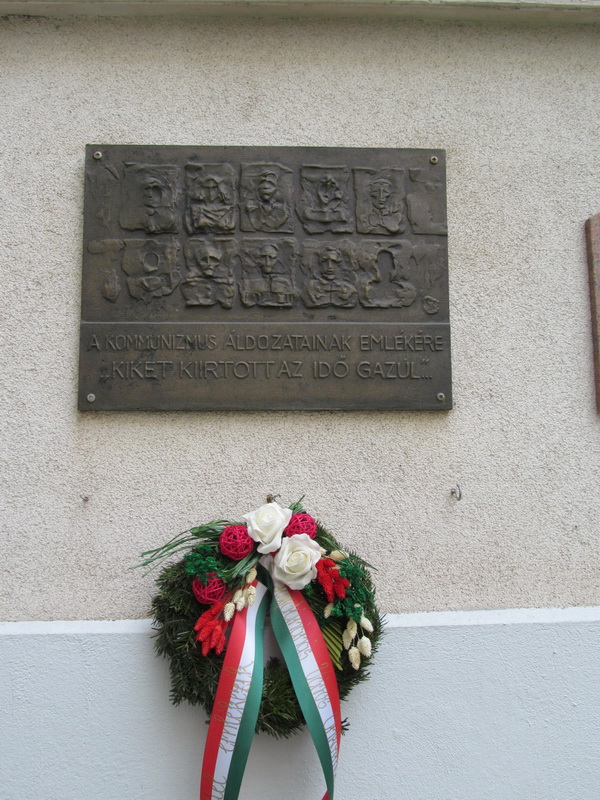 A KOMMUNIZMUS ÁLDOZATAINAK EMLÉKÉRE
„KIKET KIIRTOTT AZ IDŐ GAZUL..."